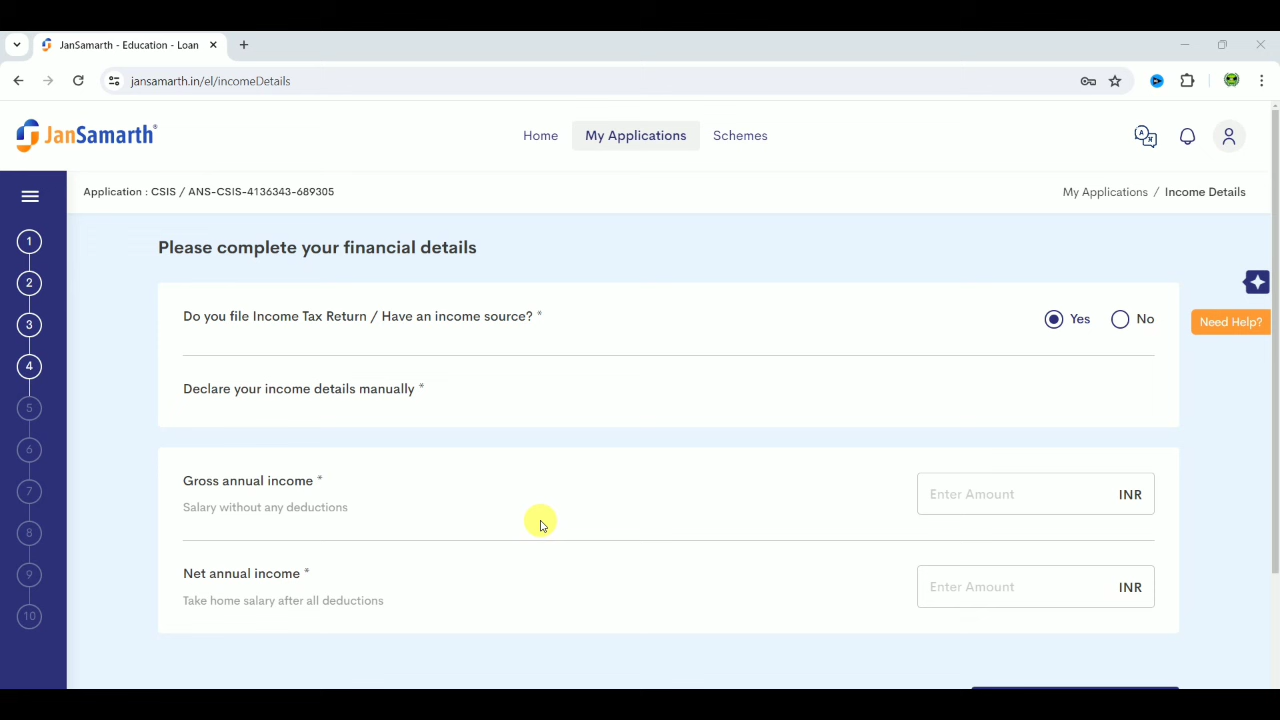 JanSamarth - Education - Loan
jansamarth.in/el/incomeDetails
JanSamarth®
Home
My Applications
Schemes
Application : CSIS / ANS-CSIS-4136343-689305
My Applications / Income Details
1
2
3
4
5
6
7
8
9
10
Please complete your financial details
Do you file Income Tax Return / Have an income source? *
Yes
No
Need Help?
Declare your income details manually *
Gross annual income *
Salary without any deductions
Enter Amount INR
Net annual income *
Take home salary after all deductions
Enter Amount INR